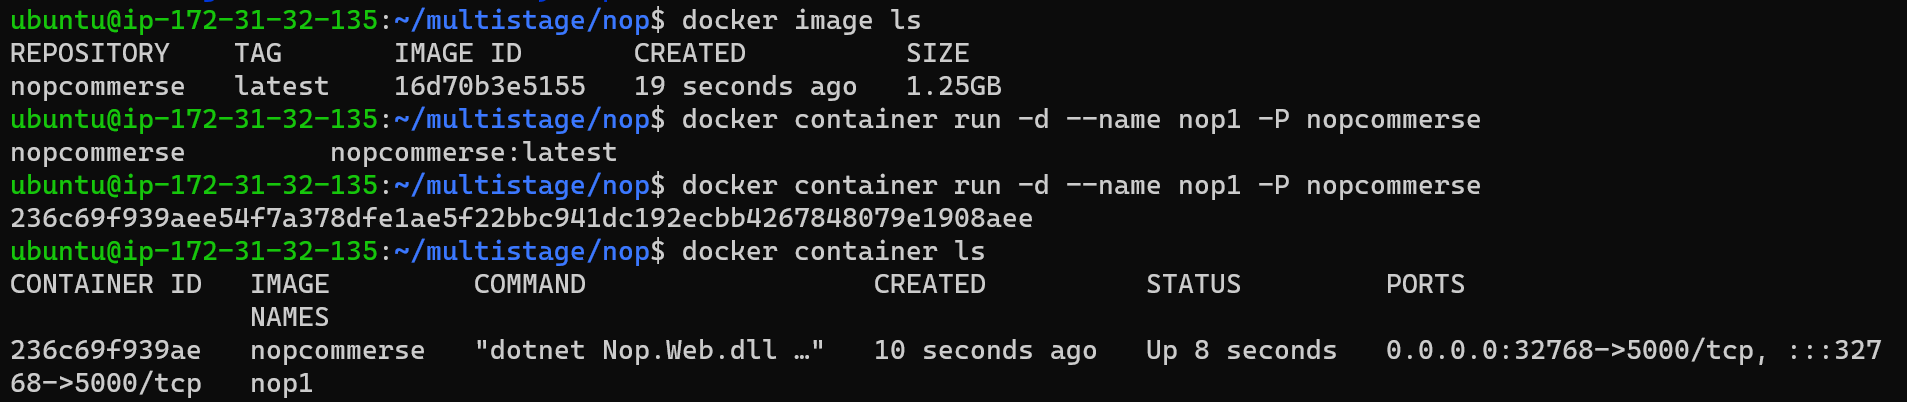 ubuntu@ip-172-31-32-135:~/multistage/nop$ docker image ls
REPOSITORY    TAG       IMAGE ID       CREATED          SIZE
nopcommerse   latest    16d70b3e5155   19 seconds ago   1.25GB
ubuntu@ip-172-31-32-135:~/multistage/nop$ docker container run -d --name nop1 -P nopcommerse
nopcommerse         nopcommerse:latest
ubuntu@ip-172-31-32-135:~/multistage/nop$ docker container run -d --name nop1 -P nopcommerse
236c69f939aee54f7a378dfe1ae5f22bbc941dc192ecbb4267848079e1908aee
ubuntu@ip-172-31-32-135:~/multistage/nop$ docker container ls
CONTAINER ID   IMAGE         COMMAND                  CREATED          STATUS         PORTS
               NAMES
236c69f939ae   nopcommerse   "dotnet Nop.Web.dll …"   10 seconds ago   Up 8 seconds   0.0.0.0:32768->5000/tcp, :::327
68->5000/tcp   nop1